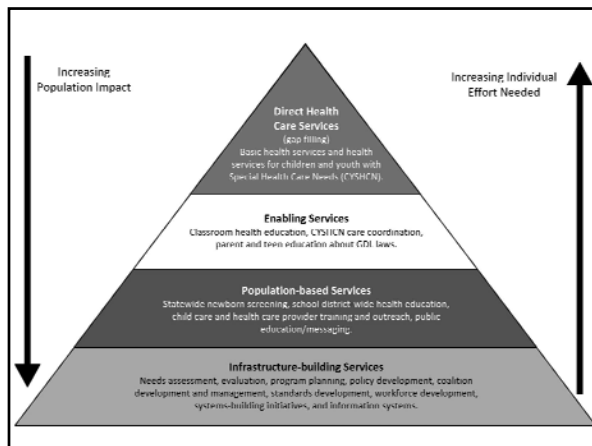 Increasing
Population Impact
Increasing Individual
Effort Needed
Direct Health
Care Services
(gap filling)
Basic health services and health
services for children and youth with
Special Health Care Needs (CYSHCN).
Enabling Services
Classroom health education, CYSHCN care coordination,
parent and teen education about GDL laws.
Population-based Services
Statewide newborn screening, school district wide health education,
child care and health care provider training and outreach, public
education/messaging.
Infrastructure-building Services
Needs assessment, evaluation, program planning, policy development, coalition
development and management, standards development, workforce development,
systems-building initiatives, and information systems.